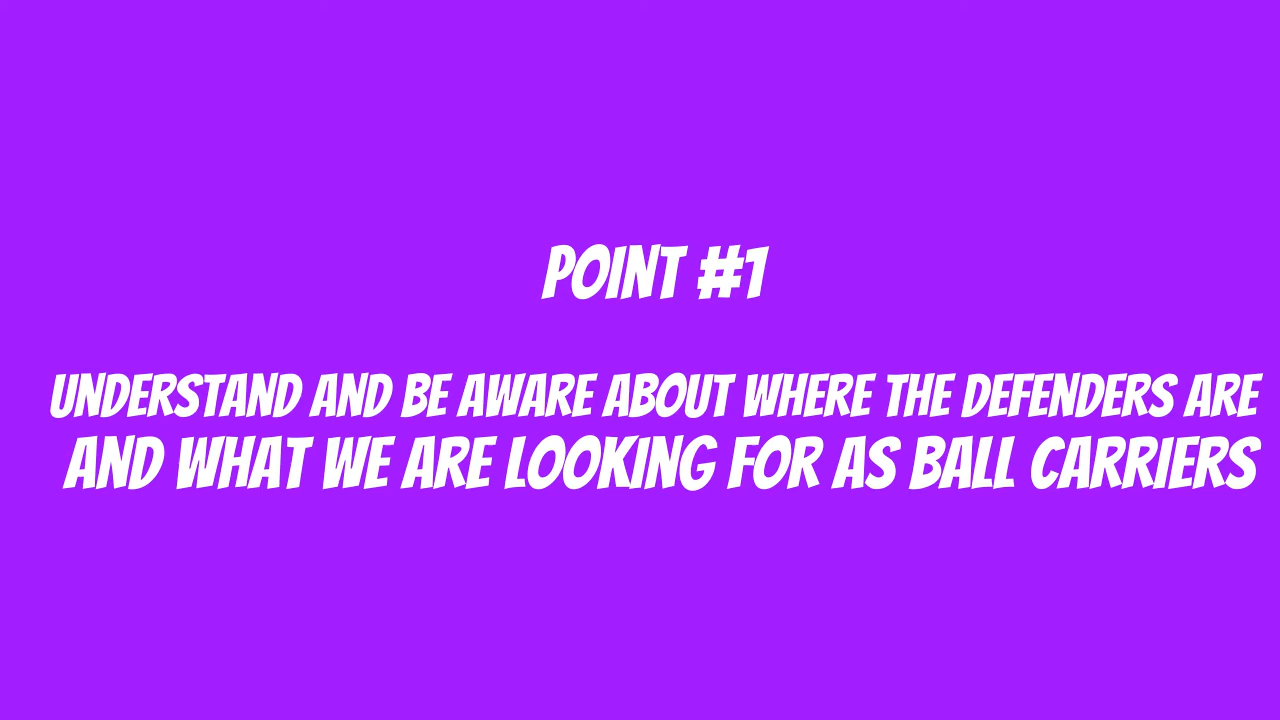 POINT #1
UNDERSTAND AND BE AWARE ABOUT WHERE THE DEFENDERS ARE
AND WHAT WE ARE LOOKING FOR AS BALL CARRIERS